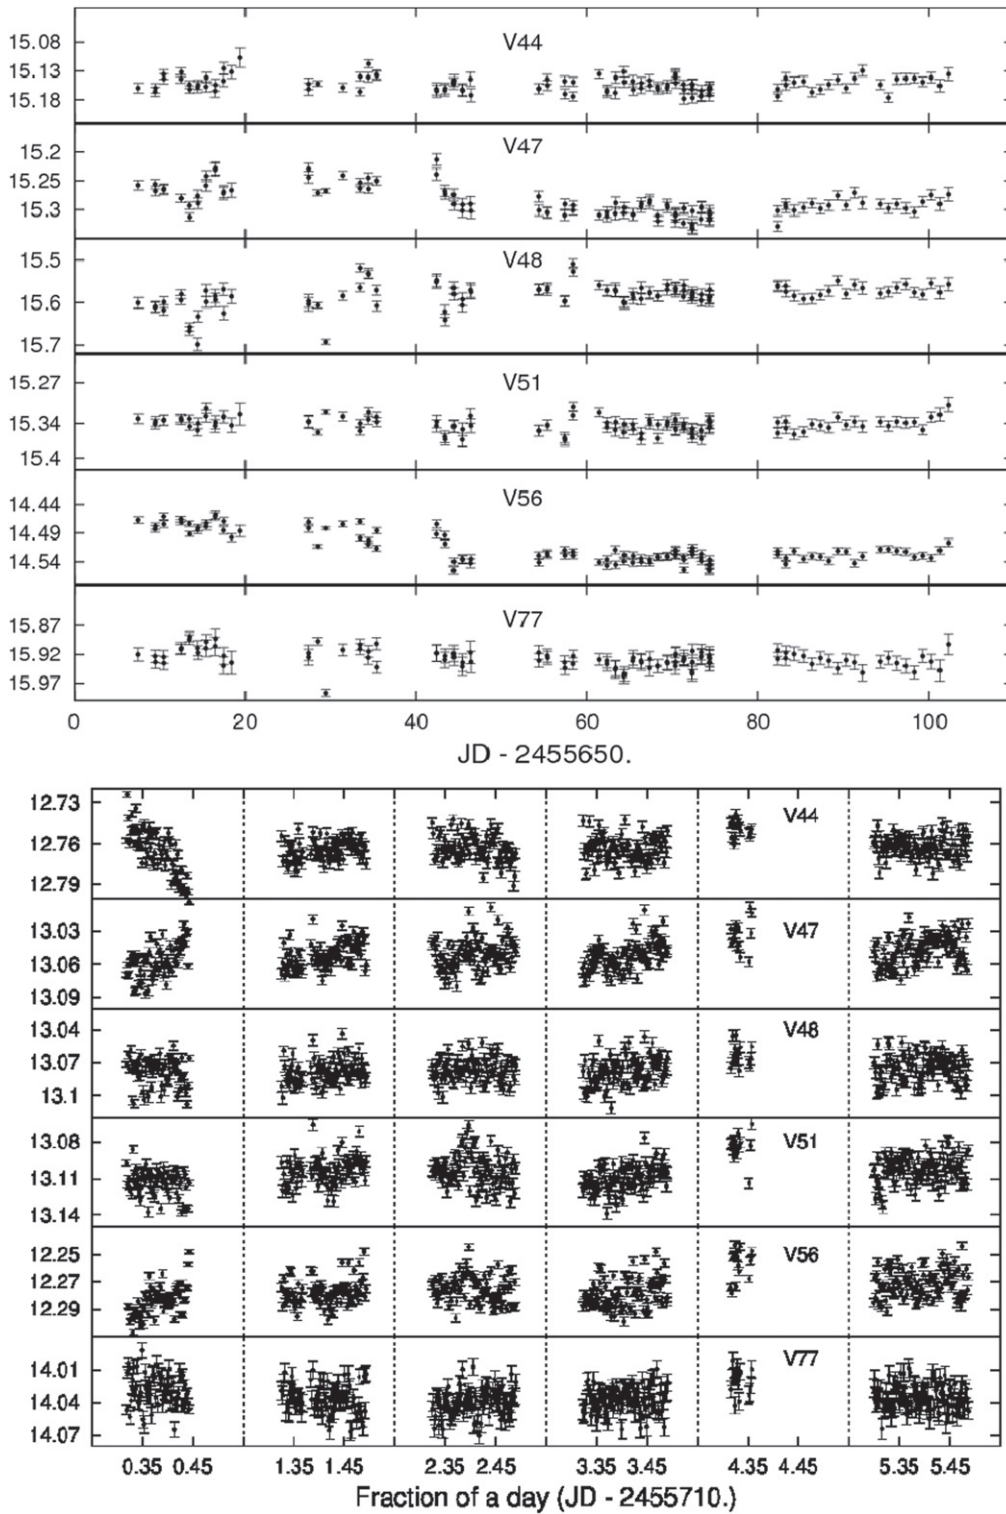 V44
15.08
15.13
15.18
V47
15.2
15.25
15.3
V48
15.5
15.6
15.7
V51
15.27
15.34
15.4
V56
14.44
14.49
14.54
V77
15.87
15.92
15.97
0 20 40 60 80 100
JD - 2455650.
12.73
12.76
12.79
V44
13.03
13.06
13.09
V47
13.04
13.07
13.1
V48
13.08
13.11
13.14
V51
12.25
12.27
12.29
V56
14.01
14.04
14.07
V77
0.35 0.45 1.35 1.45 2.35 2.45 3.35 3.45 4.35 4.45 5.35 5.45
Fraction of a day (JD - 2455710.)